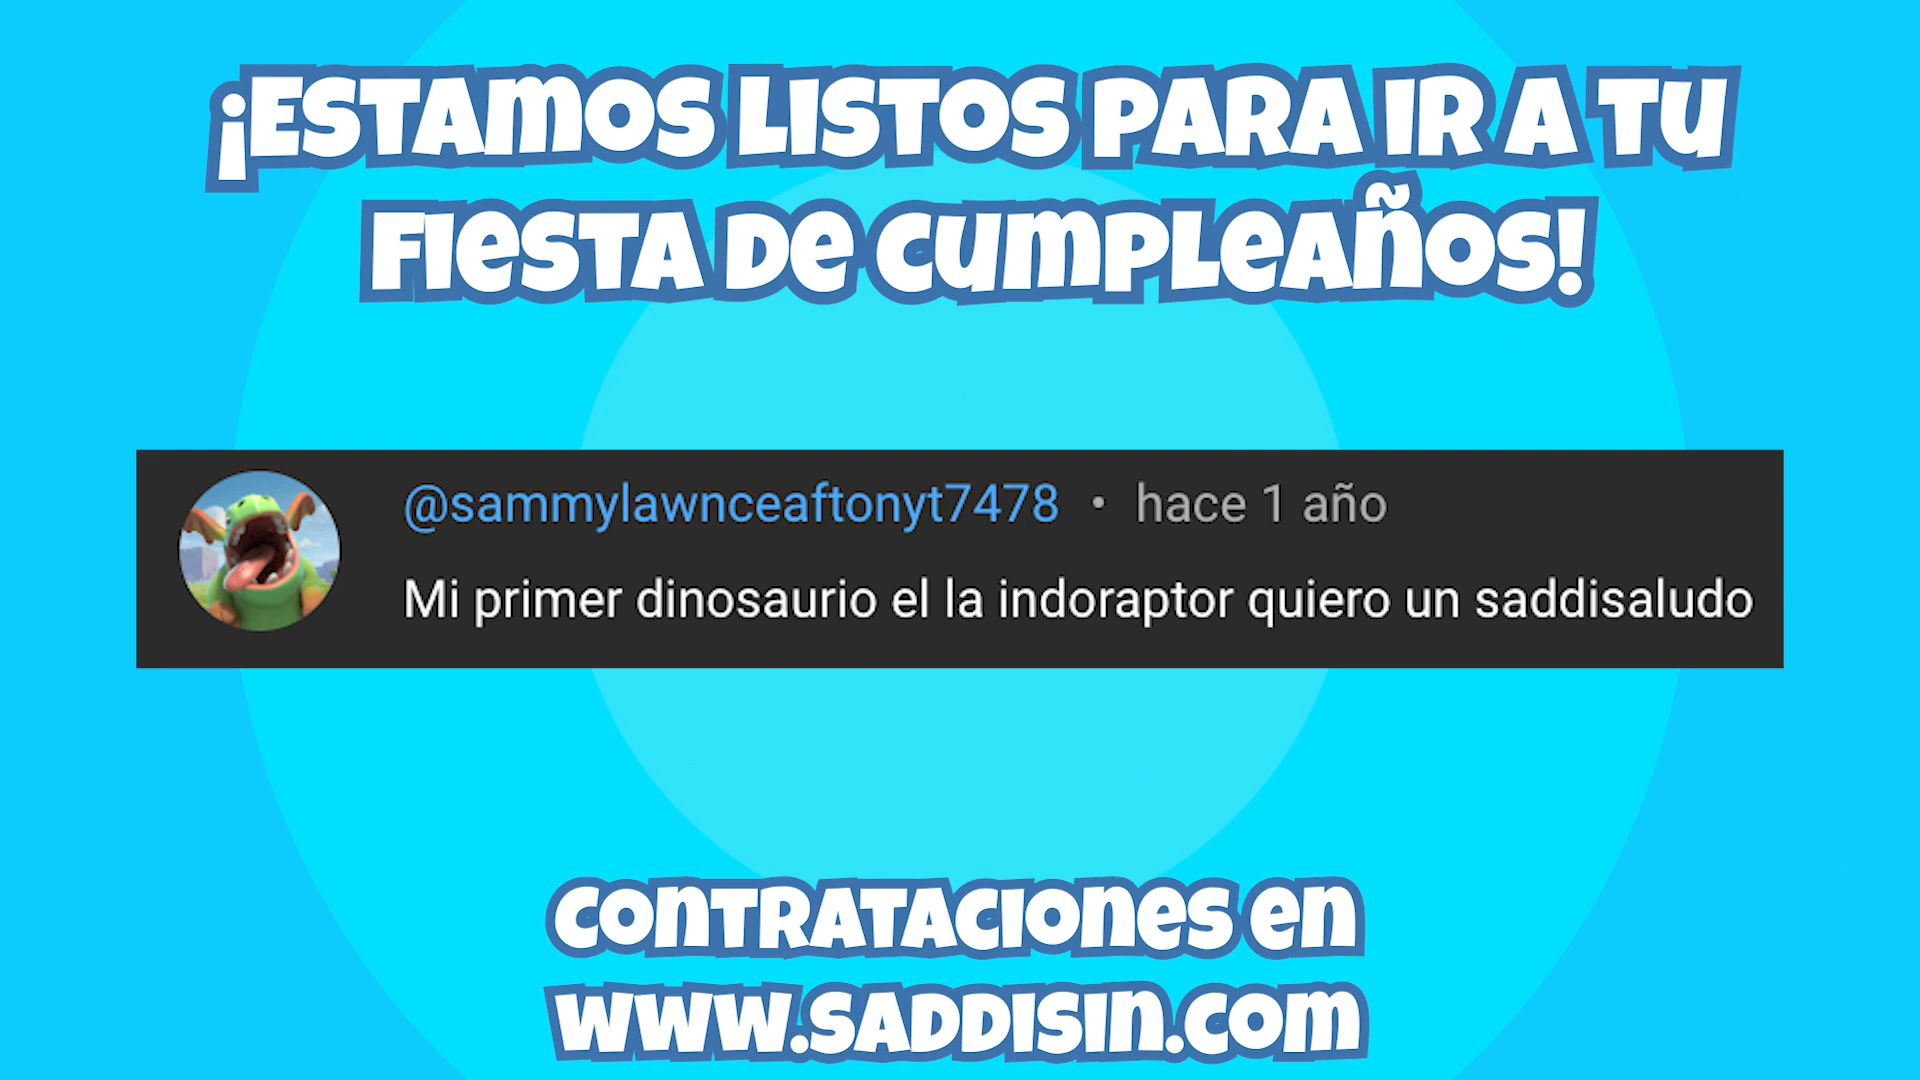 ¡ESTAMOS LISTOS PARA IR A TU
FIESTA DE CUMPLEAÑOS!
@sammylawnceaftonyt7478 • hace 1 año
Mi primer dinosaurio el la indoraptor quiero un saddisaludo
CONTRATACIONES EN
WWW.SADDISIN.COM